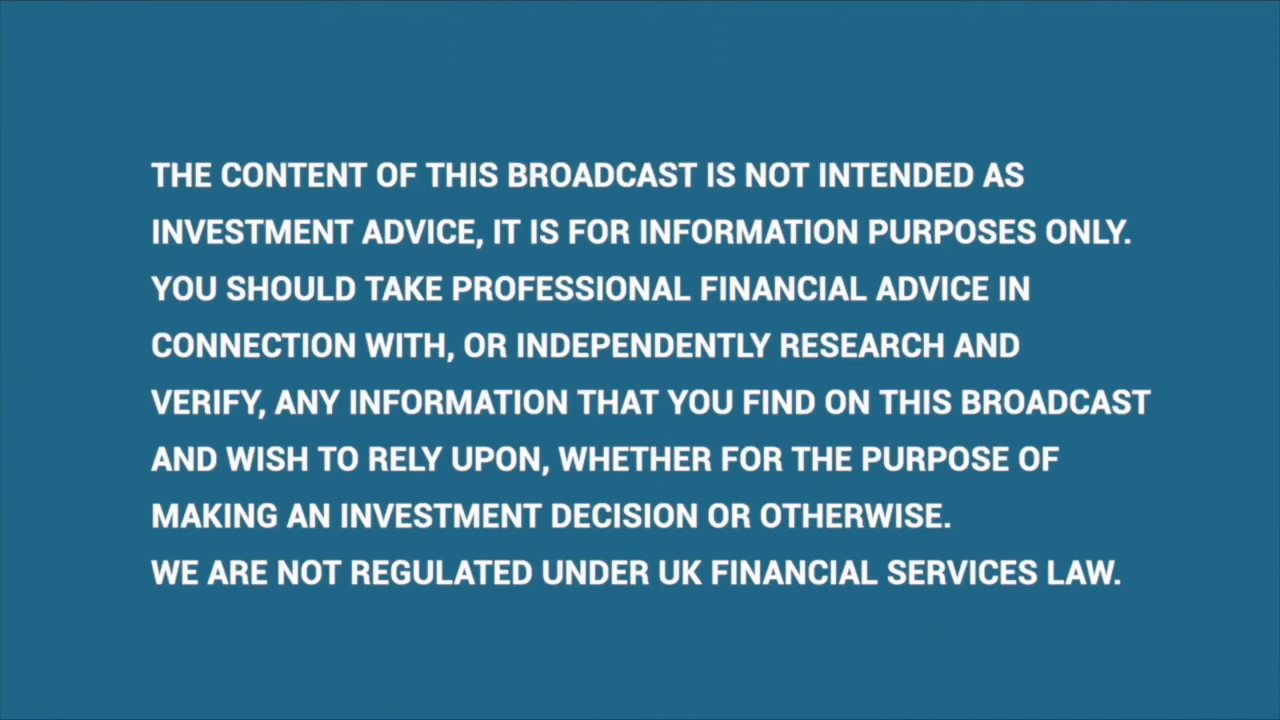 THE CONTENT OF THIS BROADCAST IS NOT INTENDED AS
INVESTMENT ADVICE, IT IS FOR INFORMATION PURPOSES ONLY.
YOU SHOULD TAKE PROFESSIONAL FINANCIAL ADVICE IN
CONNECTION WITH, OR INDEPENDENTLY RESEARCH AND
VERIFY, ANY INFORMATION THAT YOU FIND ON THIS BROADCAST
AND WISH TO RELY UPON, WHETHER FOR THE PURPOSE OF
MAKING AN INVESTMENT DECISION OR OTHERWISE.
WE ARE NOT REGULATED UNDER UK FINANCIAL SERVICES LAW.